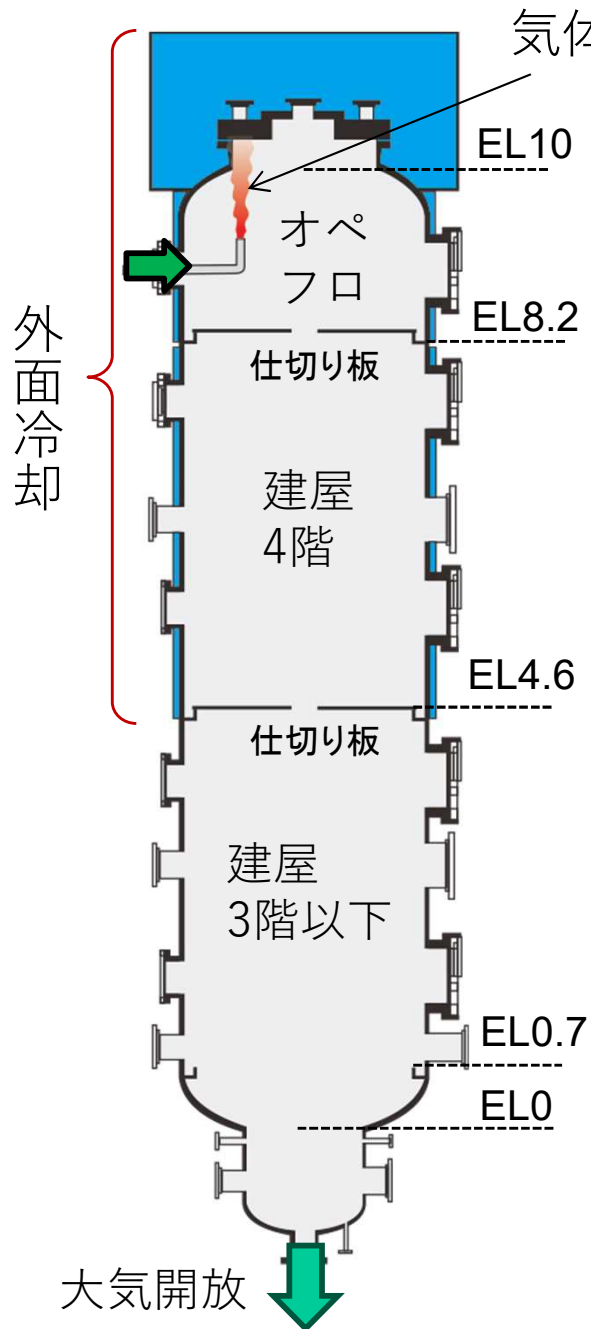 気体
EL10
オペ
フロ
EL8.2
仕切り板
外面冷却
建屋
4階
EL4.6
仕切り板
建屋
3階以下
EL0.7
EL0
大気開放